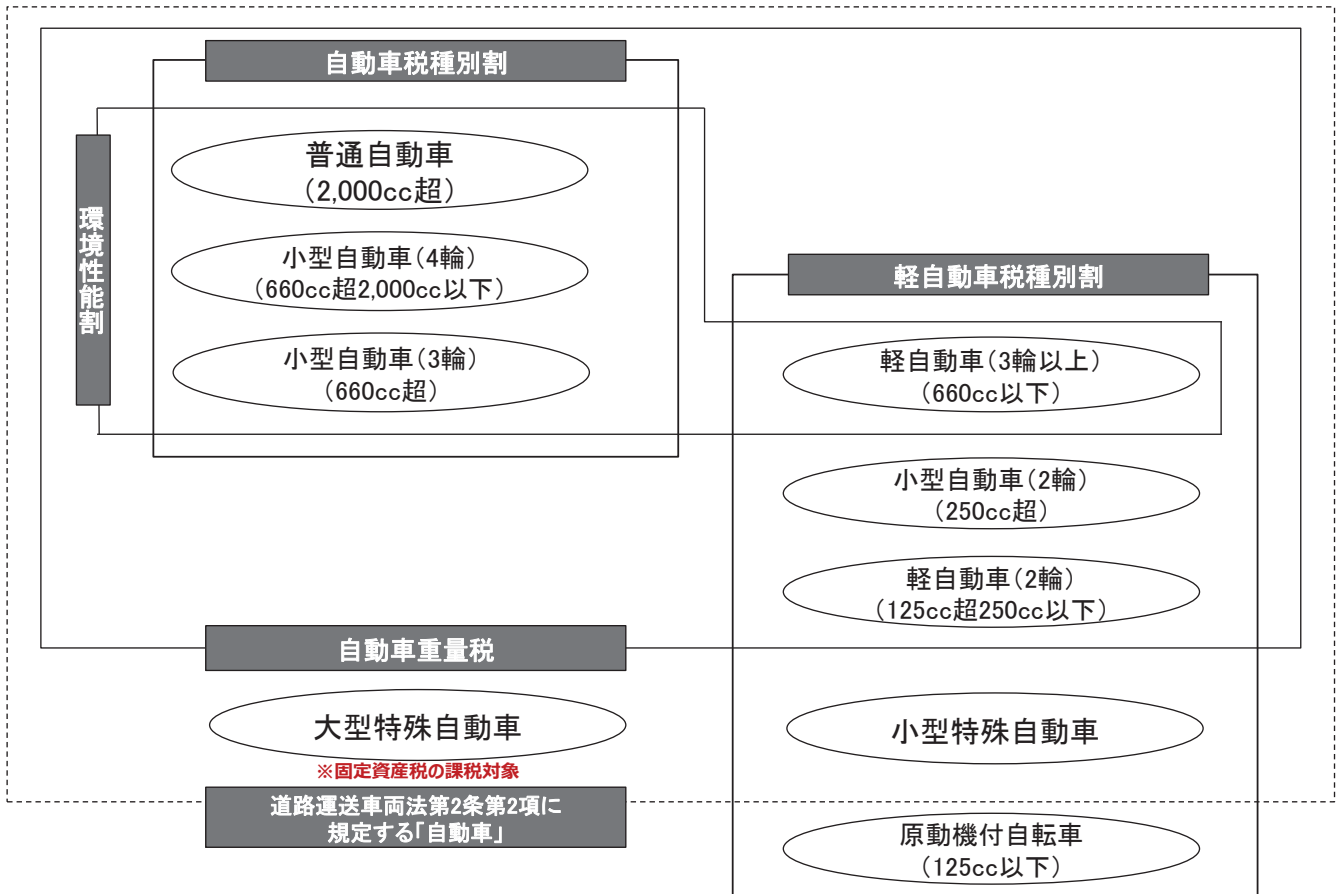 自動車税種別割
環境性能割
普通自動車
(2,000cc超)
小型自動車(4輪)
(660cc超2,000cc以下)
小型自動車(3輪)
(660cc超)
軽自動車税種別割
軽自動車(3輪以上)
(660cc以下)
小型自動車(2輪)
(250cc超)
軽自動車(2輪)
(125cc超250cc以下)
自動車重量税
大型特殊自動車
※固定資産税の課税対象
小型特殊自動車
道路運送車両法第2条第2項に
規定する「自動車」
原動機付自転車
(125cc以下)